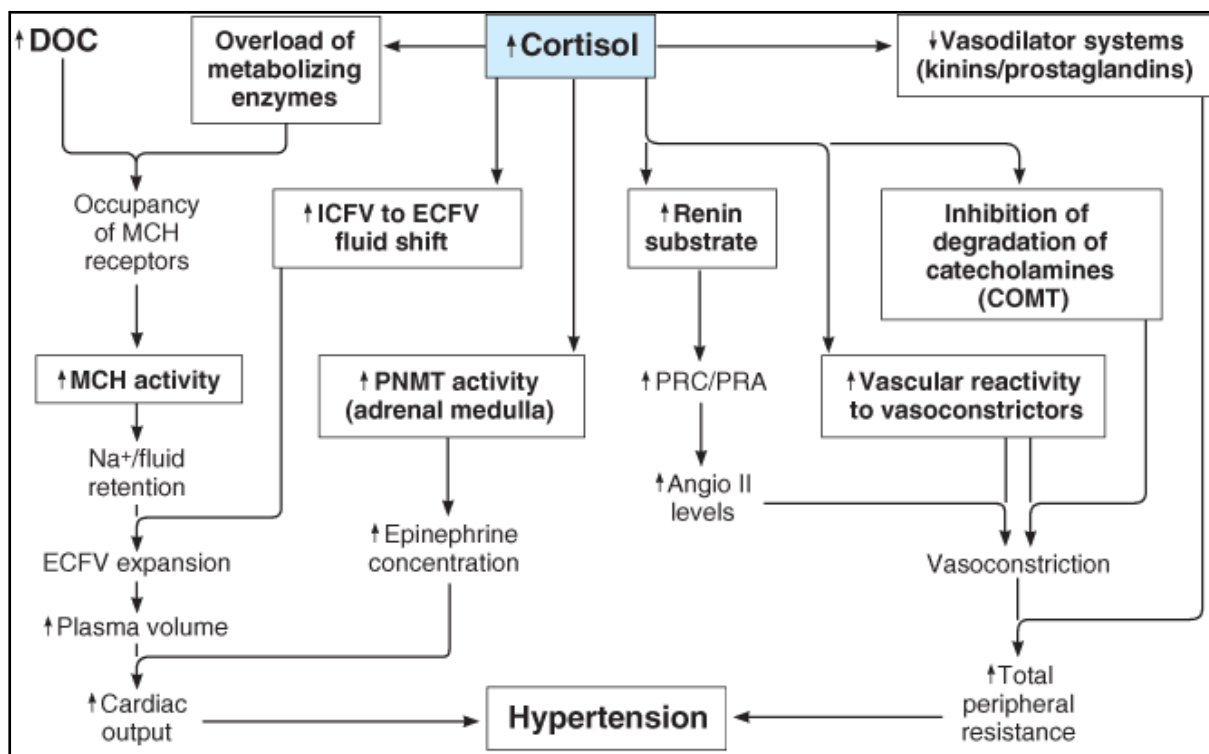 ↑DOC
Overload of
metabolizing
enzymes
↑Cortisol
↓Vasodilator systems
(kinins/prostaglandins)
Occupancy
of MCH
receptors
↑ICFV to ECFV
fluid shift
↑Renin
substrate
Inhibition of
degradation of
catecholamines
(COMT)
↑MCH activity
↑PNMT activity
(adrenal medulla)
↑PRC/PRA
↑Vascular reactivity
to vasoconstrictors
Na⁺/fluid
retention
↑Angio II
levels
ECFV expansion
↑Epinephrine
concentration
Vasoconstriction
↑Plasma volume
↑Cardiac
output
Hypertension
↑Total
peripheral
resistance